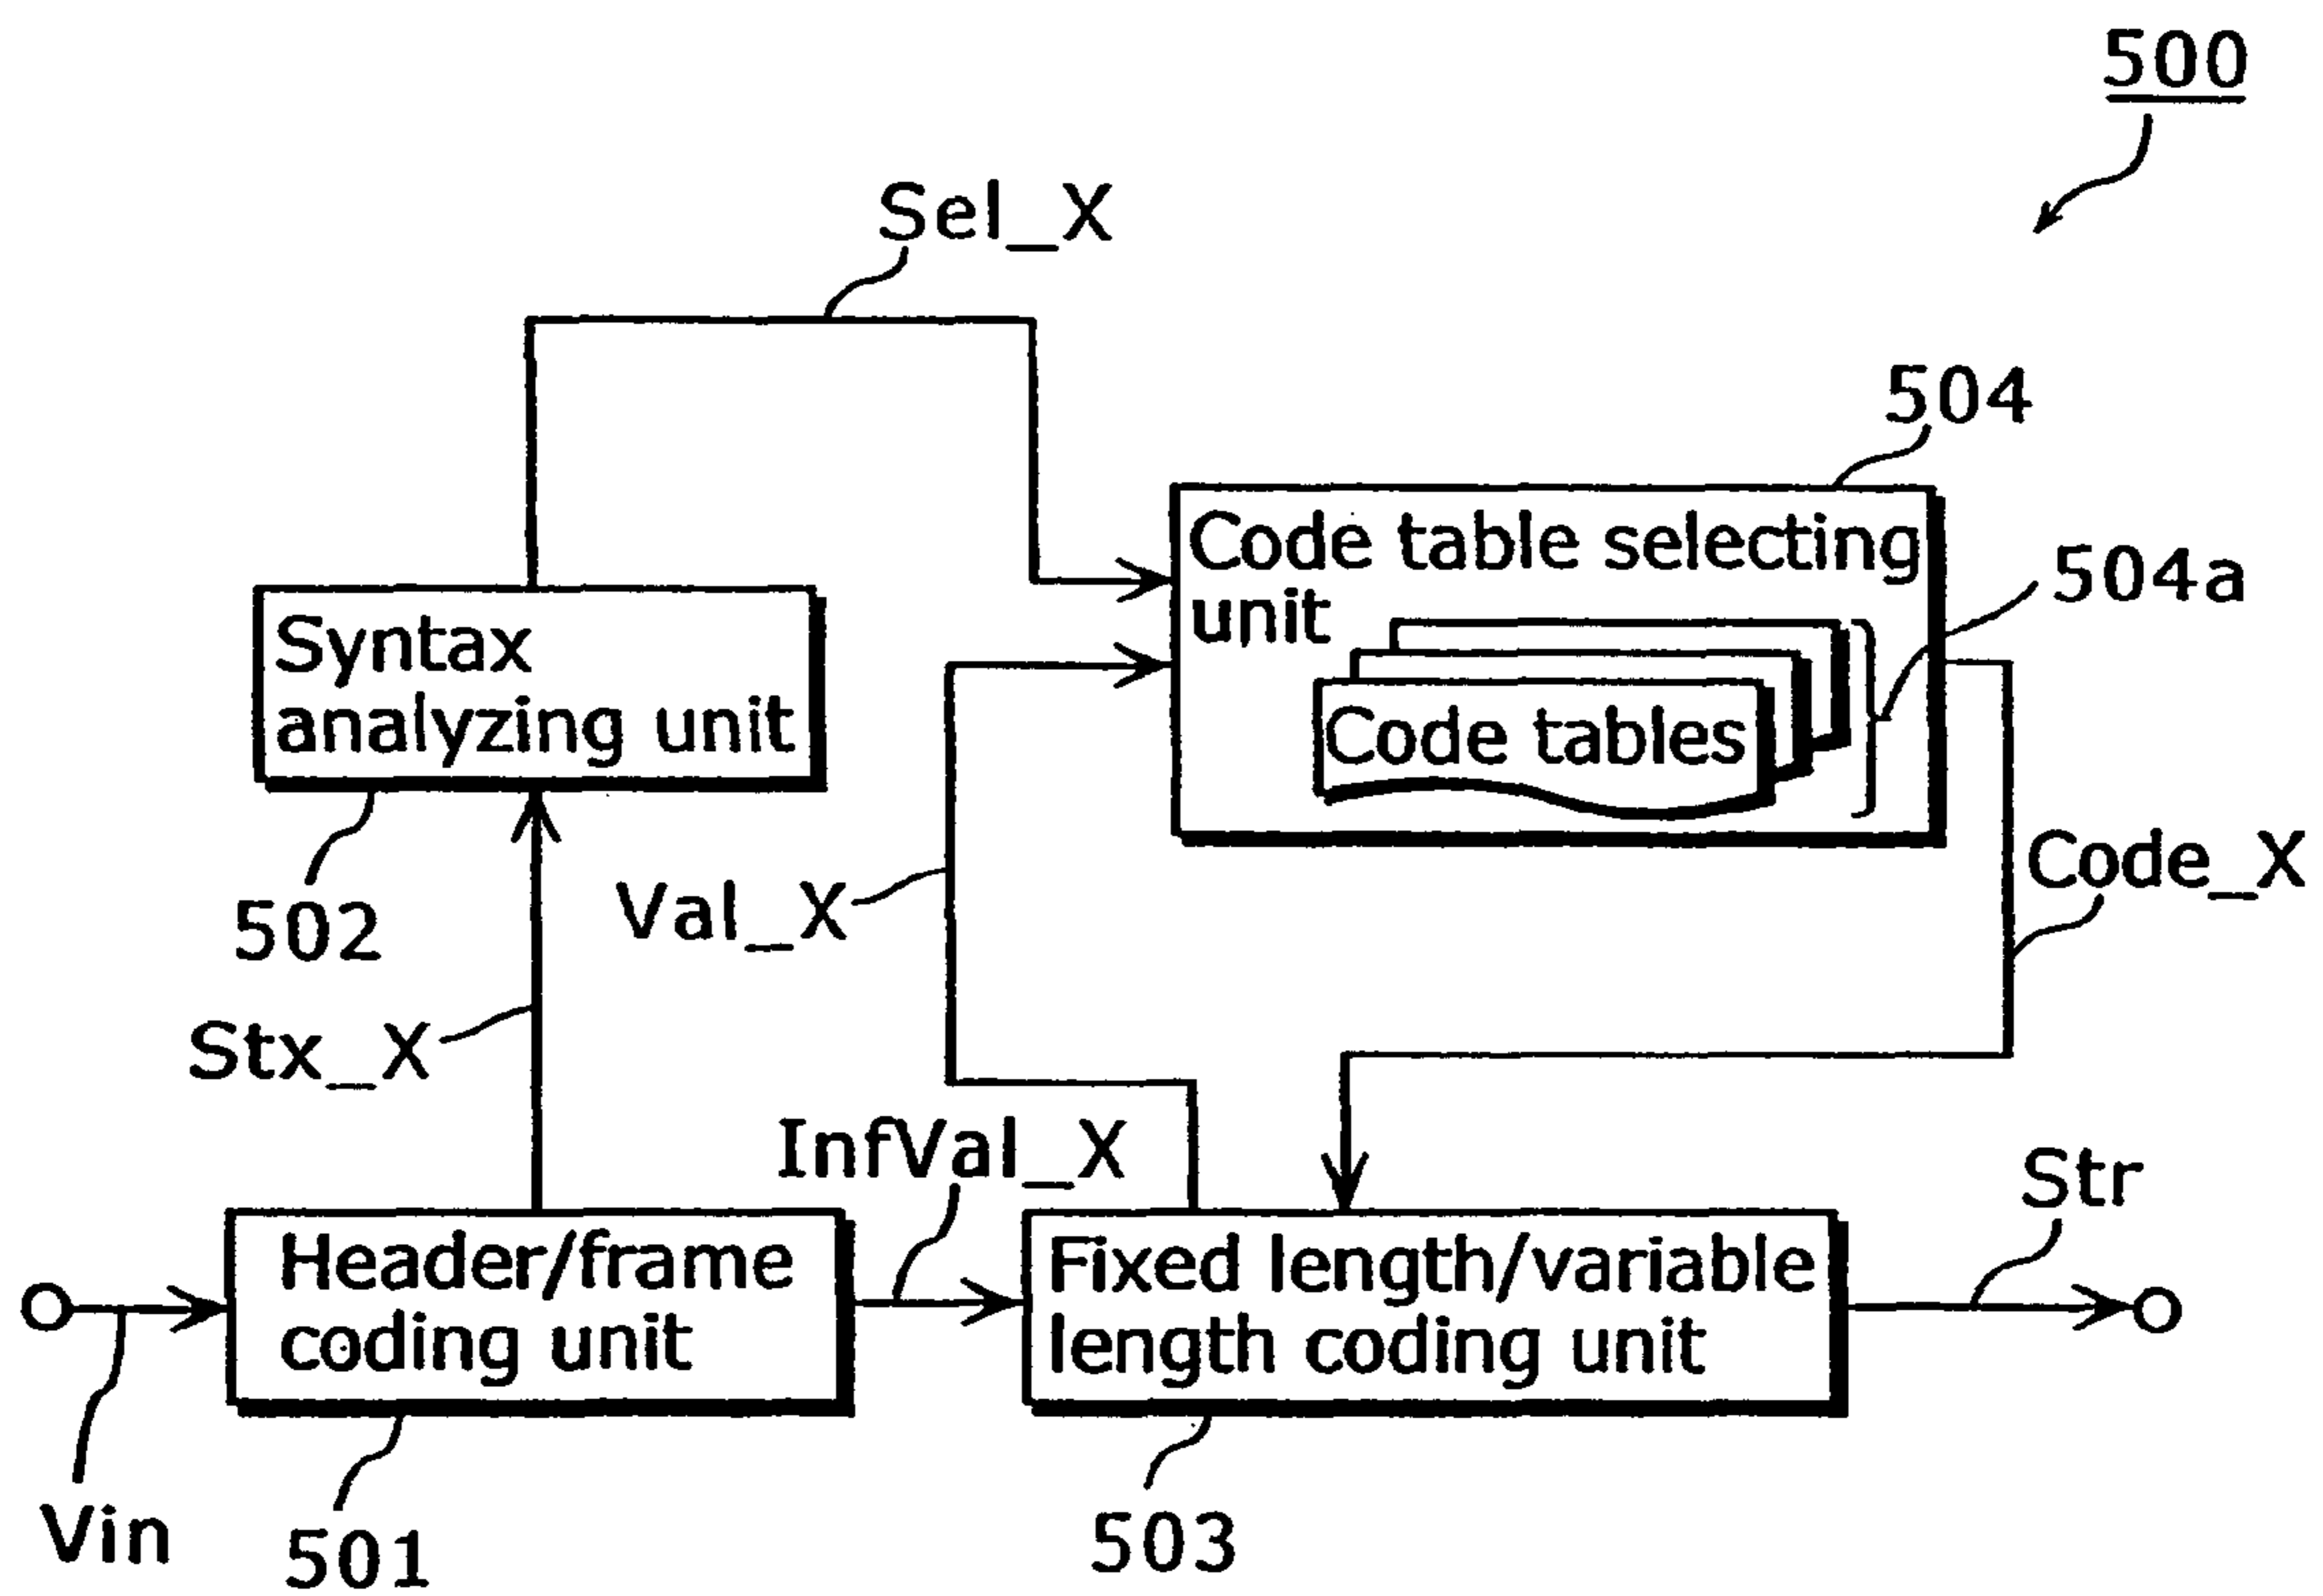 500
Sel_X
504
Code table selecting
unit
504a
Code tables
Syntax
analyzing unit
502
Val_X
Code_X
Stx_X
InfVal_X
Str
Header/frame
coding unit
Fixed length/variable
length coding unit
Vin
501
503